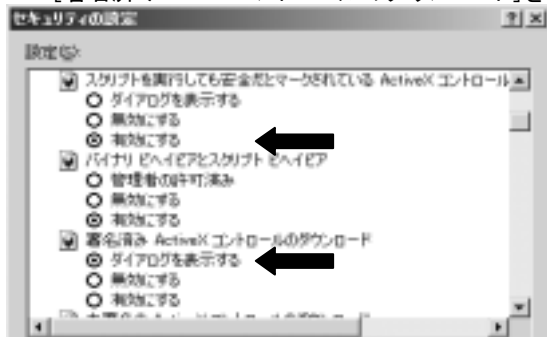 セキュリティの設定
設定(S):
スクリプトを実行しても安全だとマークされている ActiveX コントロール
ダイアログを表示する
無効にする
有効にする
バイナリ ビヘイビアとスクリプト ビヘイビア
管理者の許可済み
無効にする
有効にする
署名済み ActiveX コントロールのダウンロード
ダイアログを表示する
無効にする
有効にする